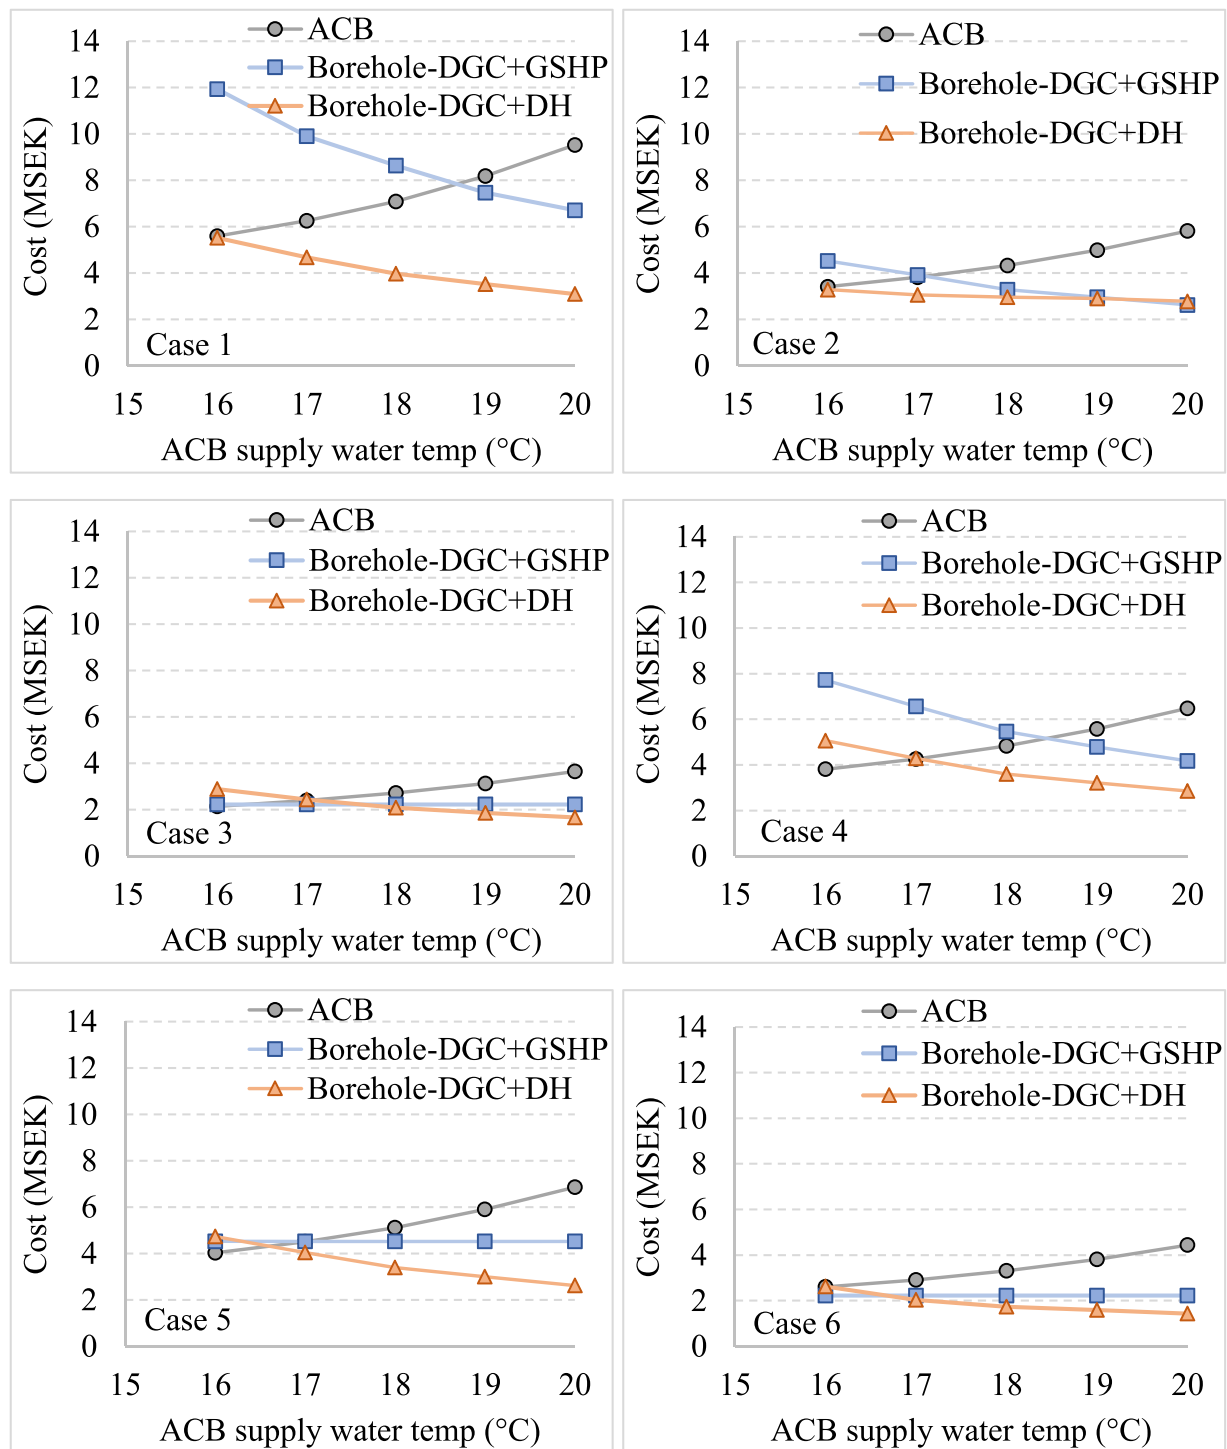 ACB
Borehole-DGC+GSHP
Borehole-DGC+DH
14
12
10
8
6
4
2
0
Cost (MSEK)
Case 1
15 16 17 18 19 20
ACB supply water temp (°C)
ACB
Borehole-DGC+GSHP
Borehole-DGC+DH
14
12
10
8
6
4
2
0
Cost (MSEK)
Case 2
15 16 17 18 19 20
ACB supply water temp (°C)
ACB
Borehole-DGC+GSHP
Borehole-DGC+DH
14
12
10
8
6
4
2
0
Cost (MSEK)
Case 3
15 16 17 18 19 20
ACB supply water temp (°C)
ACB
Borehole-DGC+GSHP
Borehole-DGC+DH
14
12
10
8
6
4
2
0
Cost (MSEK)
Case 4
15 16 17 18 19 20
ACB supply water temp (°C)
ACB
Borehole-DGC+GSHP
Borehole-DGC+DH
14
12
10
8
6
4
2
0
Cost (MSEK)
Case 5
15 16 17 18 19 20
ACB supply water temp (°C)
ACB
Borehole-DGC+GSHP
Borehole-DGC+DH
14
12
10
8
6
4
2
0
Cost (MSEK)
Case 6
15 16 17 18 19 20
ACB supply water temp (°C)